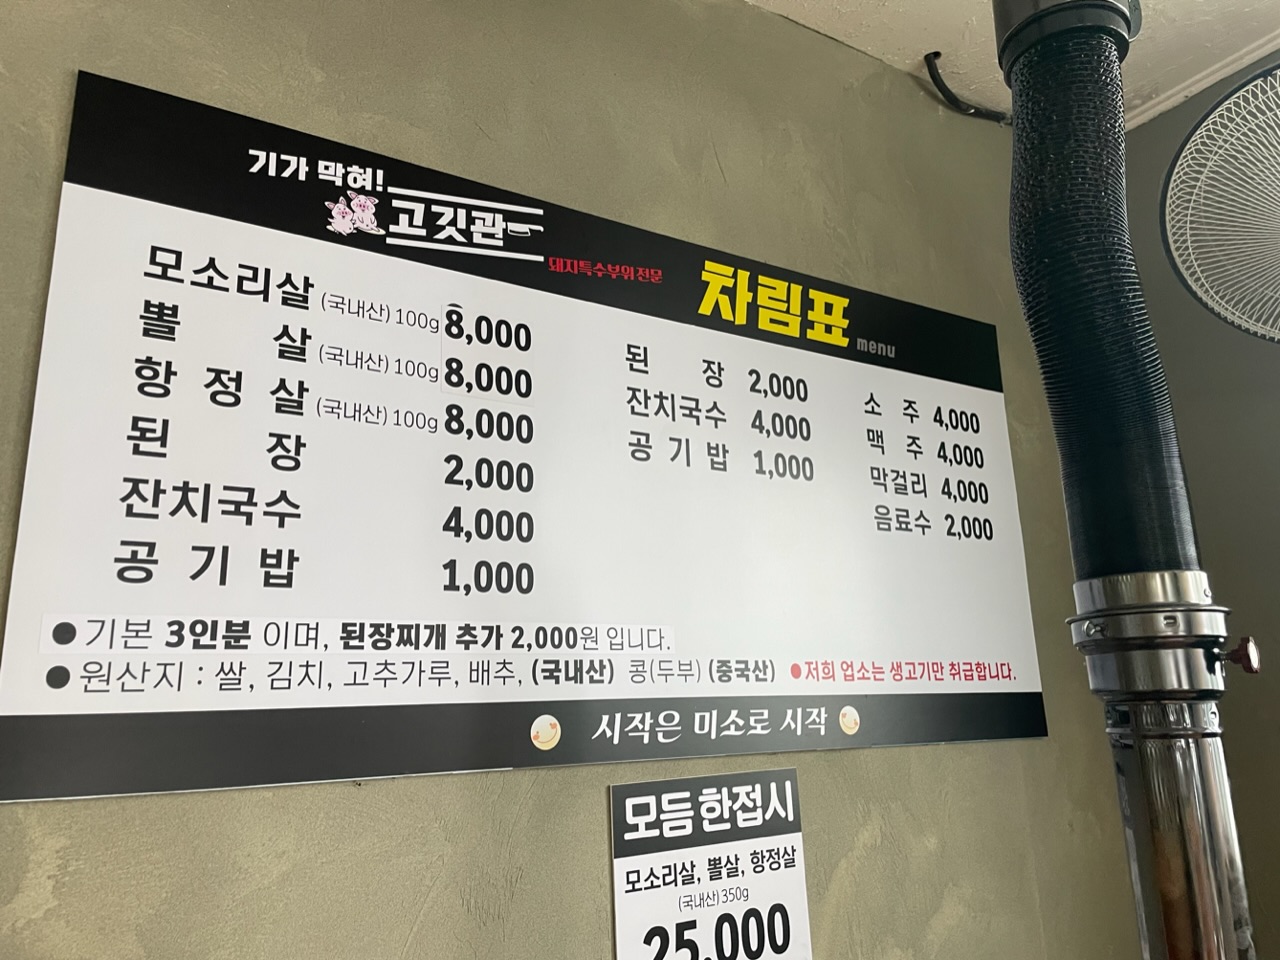 기가 막혀!
고깃관
돼지특수부위 전문
차림표 menu
모소리살 (국내산) 100g 8,000
뽈 살 (국내산) 100g 8,000
항 정 살 (국내산) 100g 8,000
된 장 2,000
잔치국수 4,000
공 기 밥 1,000
된 장 2,000
잔치국수 4,000
공 기 밥 1,000
소 주 4,000
맥 주 4,000
막걸리 4,000
음료수 2,000
●기본 3인분 이며, 된장찌개 추가 2,000원 입니다.
●원산지 : 쌀, 김치, 고추가루, 배추, (국내산) 콩(두부) (중국산) ●저희 업소는 생고기만 취급합니다.
시작은 미소로 시작
모듬 한접시
모소리살, 뽈살, 항정살
(국내산) 350g
25,000